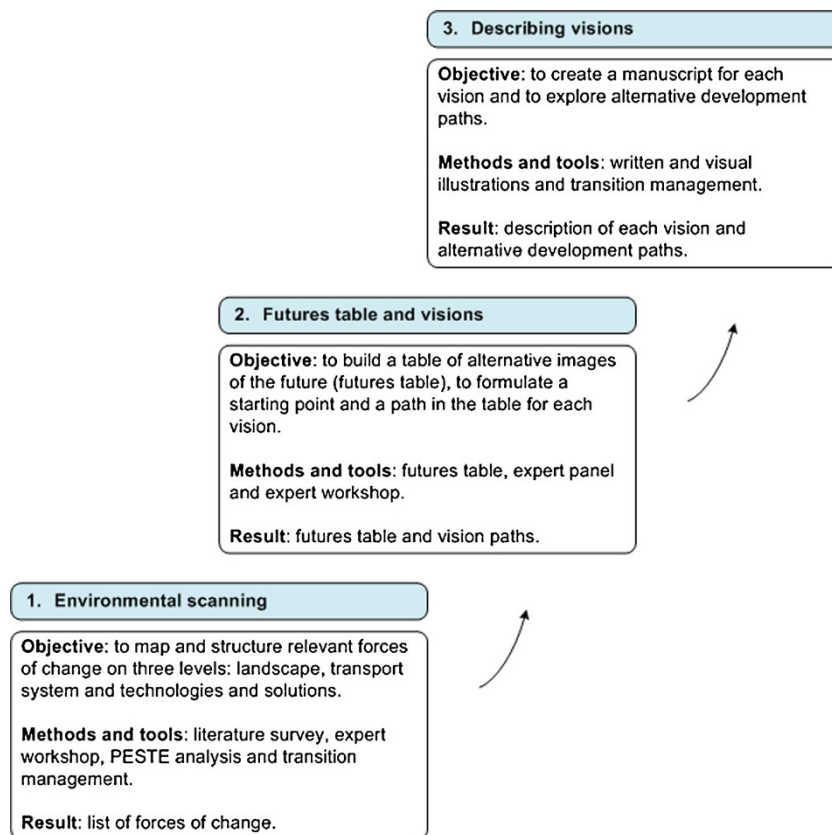 3. Describing visions
Objective: to create a manuscript for each
vision and to explore alternative development
paths.
Methods and tools: written and visual
illustrations and transition management.
Result: description of each vision and
alternative development paths.
2. Futures table and visions
Objective: to build a table of alternative images
of the future (futures table), to formulate a
starting point and a path in the table for each
vision.
Methods and tools: futures table, expert panel
and expert workshop.
Result: futures table and vision paths.
1. Environmental scanning
Objective: to map and structure relevant forces
of change on three levels: landscape, transport
system and technologies and solutions.
Methods and tools: literature survey, expert
workshop, PESTE analysis and transition
management.
Result: list of forces of change.